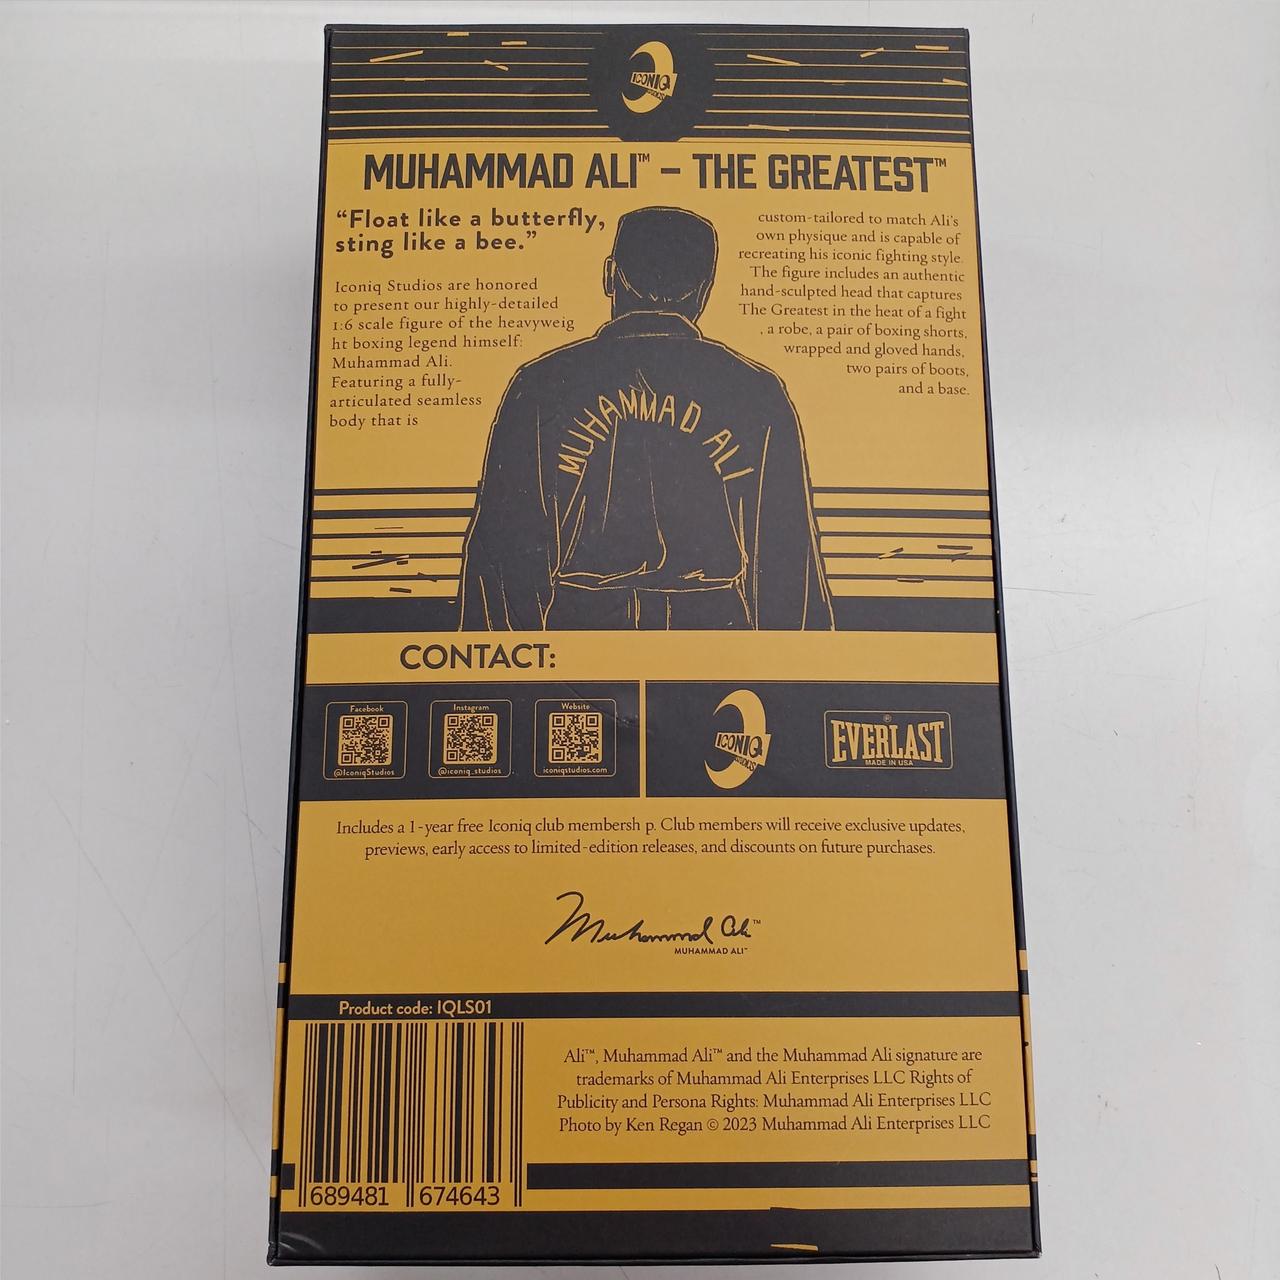 ICONIQ
STUDIOS
MUHAMMAD ALI™ – THE GREATEST™
“Float like a butterfly,
sting like a bee.”
Iconiq Studios are honored
to present our highly-detailed
1:6 scale figure of the heavyweig
ht boxing legend himself:
Muhammad Ali.
Featuring a fully-
articulated seamless
body that is
custom-tailored to match Ali's
own physique and is capable of
recreating his iconic fighting style.
The figure includes an authentic
hand-sculpted head that captures
The Greatest in the heat of a fight
, a robe, a pair of boxing shorts,
wrapped and gloved hands,
two pairs of boots,
and a base.
MUHAMMAD ALI
CONTACT:
Facebook
@IconiqStudios
Instagram
@iconiq_studios
Website
iconiqstudios.com
ICONIQ
STUDIOS
EVERLAST®
MADE IN USA
Includes a 1-year free Iconiq club membersh p. Club members will receive exclusive updates,
previews, early access to limited-edition releases, and discounts on future purchases.
Muhammad Ali™
MUHAMMAD ALI™
Product code: IQLS01
689481 674643
Ali™, Muhammad Ali™ and the Muhammad Ali signature are
trademarks of Muhammad Ali Enterprises LLC Rights of
Publicity and Persona Rights: Muhammad Ali Enterprises LLC
Photo by Ken Regan © 2023 Muhammad Ali Enterprises LLC